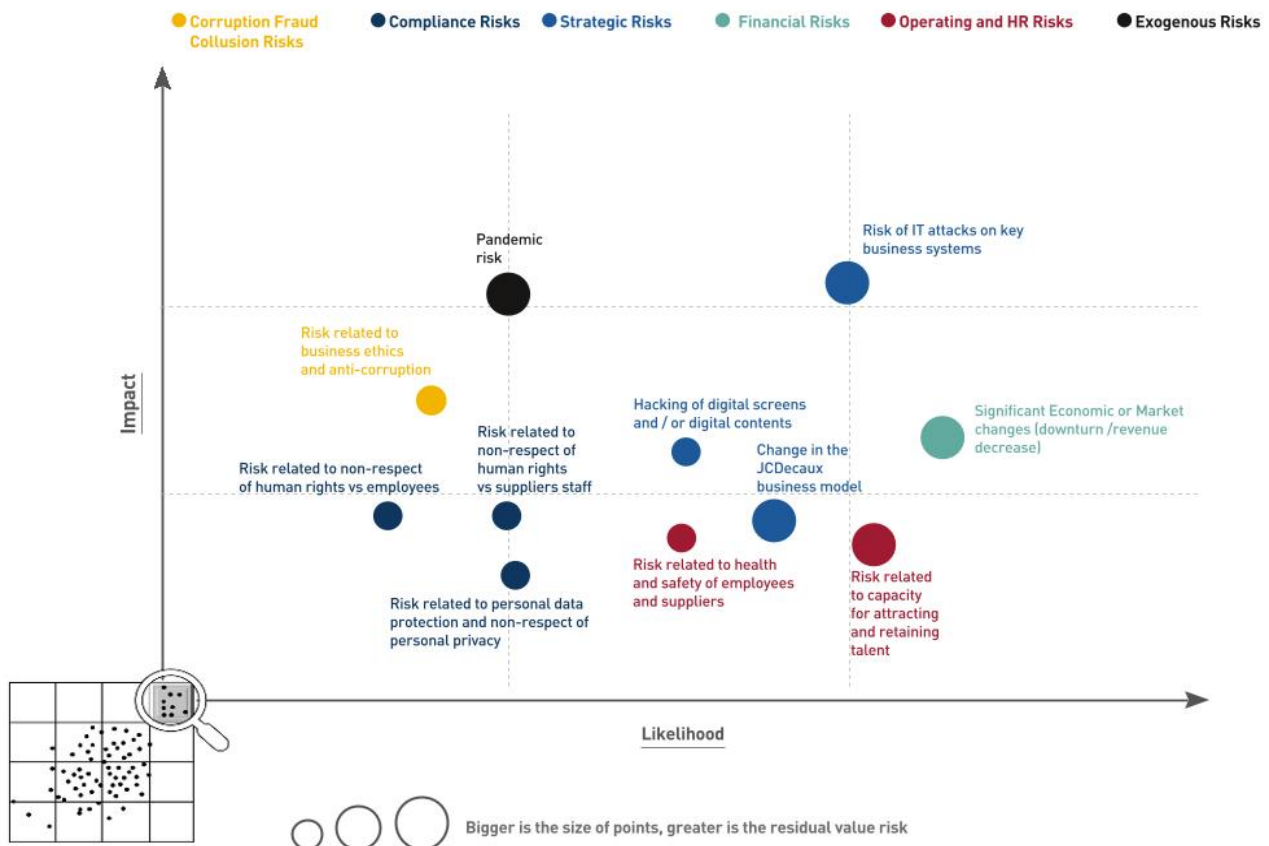 Corruption Fraud
Collusion Risks
Compliance Risks
Strategic Risks
Financial Risks
Operating and HR Risks
Exogenous Risks
Impact
Pandemic
risk
Risk of IT attacks on key
business systems
Risk related to
business ethics
and anti-corruption
Hacking of digital screens
and / or digital contents
Significant Economic or Market
changes (downturn /revenue
decrease)
Risk related to
non-respect of
human rights
vs suppliers staff
Change in the
JCDecaux
business model
Risk related to non-respect
of human rights vs employees
Risk related to health
and safety of employees
and suppliers
Risk related
to capacity
for attracting
and retaining
talent
Risk related to personal data
protection and non-respect of
personal privacy
Likelihood
Bigger is the size of points, greater is the residual value risk